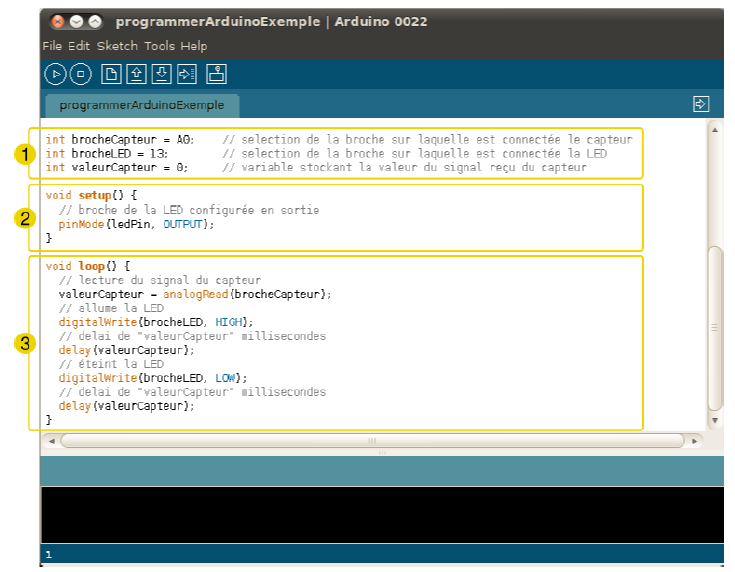 programmerArduinoExemple | Arduino 0022
File Edit Sketch Tools Help
programmerArduinoExemple
1
int brocheCapteur = A0; // selection de la broche sur laquelle est connectée le capteur
int brocheLED = 13; // selection de la broche sur laquelle est connectée la LED
int valeurCapteur = 0; // variable stockant la valeur du signal reçu du capteur
2
void setup() {
// broche de la LED configurée en sortie
pinMode(ledPin, OUTPUT);
}
3
void loop() {
// lecture du signal du capteur
valeurCapteur = analogRead(brocheCapteur);
// allume la LED
digitalWrite(brocheLED, HIGH);
// delai de "valeurCapteur" millisecondes
delay(valeurCapteur);
// éteint la LED
digitalWrite(brocheLED, LOW);
// delai de "valeurCapteur" millisecondes
delay(valeurCapteur);
}
1